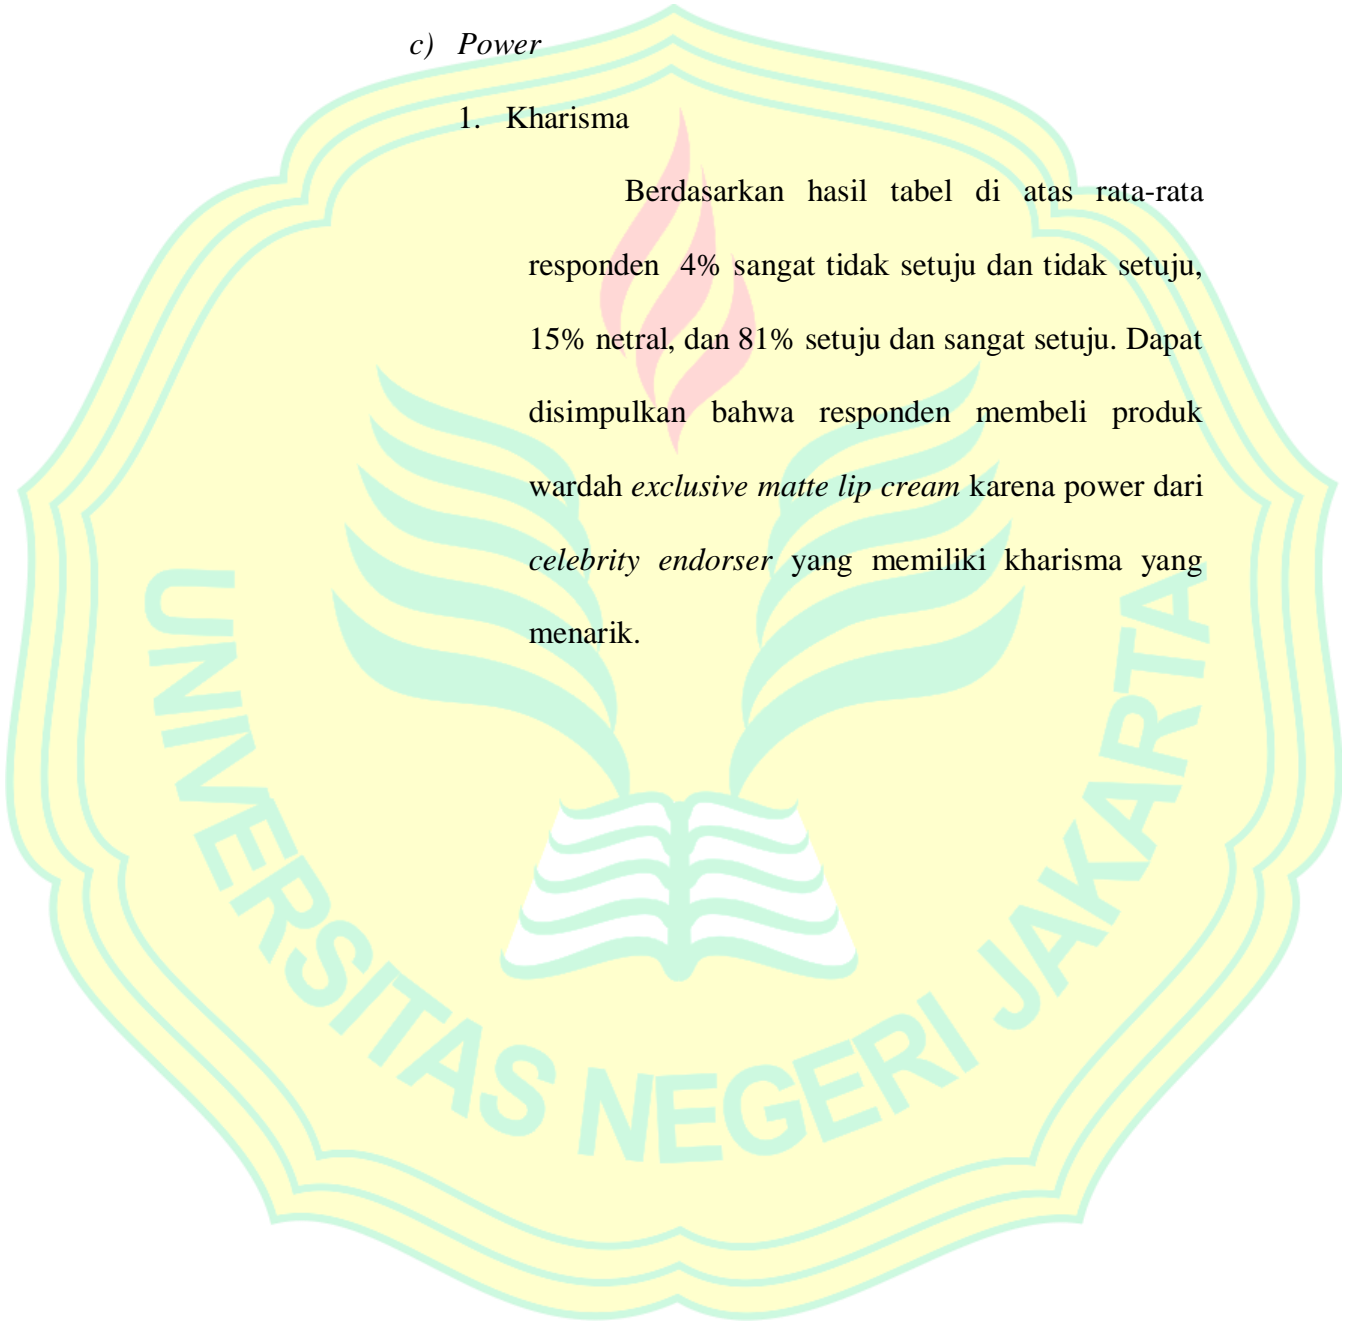 c) Power
1. Kharisma
Berdasarkan hasil tabel di atas rata-rata
responden 4% sangat tidak setuju dan tidak setuju,
15% netral, dan 81% setuju dan sangat setuju. Dapat
disimpulkan bahwa responden membeli produk
wardah exclusive matte lip cream karena power dari
celebrity endorser yang memiliki kharisma yang
menarik.
UNIVERSITAS NEGERI JAKARTA